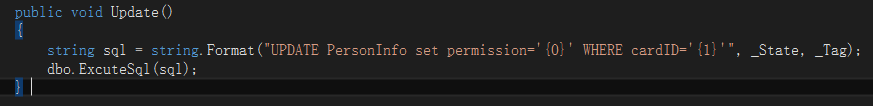 public void Update()
{
string sql = string.Format("UPDATE PersonInfo set permission='{0}' WHERE cardID='{1}'", _State, _Tag);
dbo.ExcuteSql(sql);
}